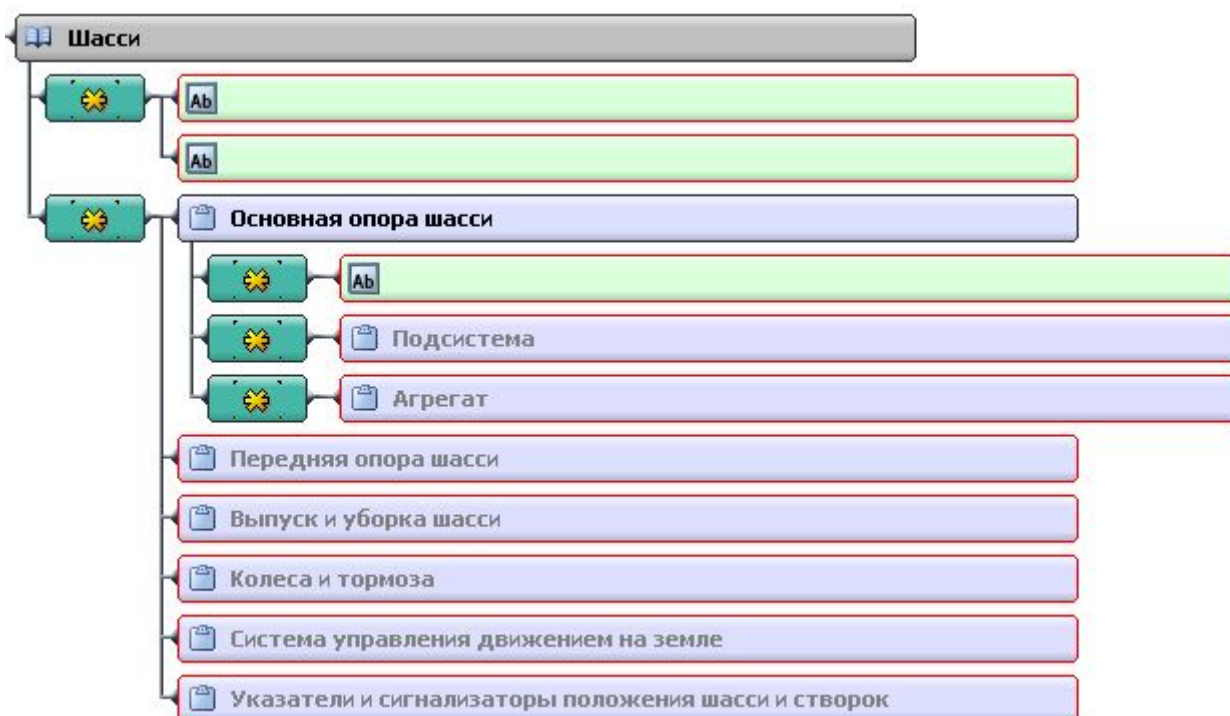 Шасси
Ab
Ab
Основная опора шасси
Ab
Подсистема
Агрегат
Передняя опора шасси
Выпуск и уборка шасси
Колеса и тормоза
Система управления движением на земле
Указатели и сигнализаторы положения шасси и створок